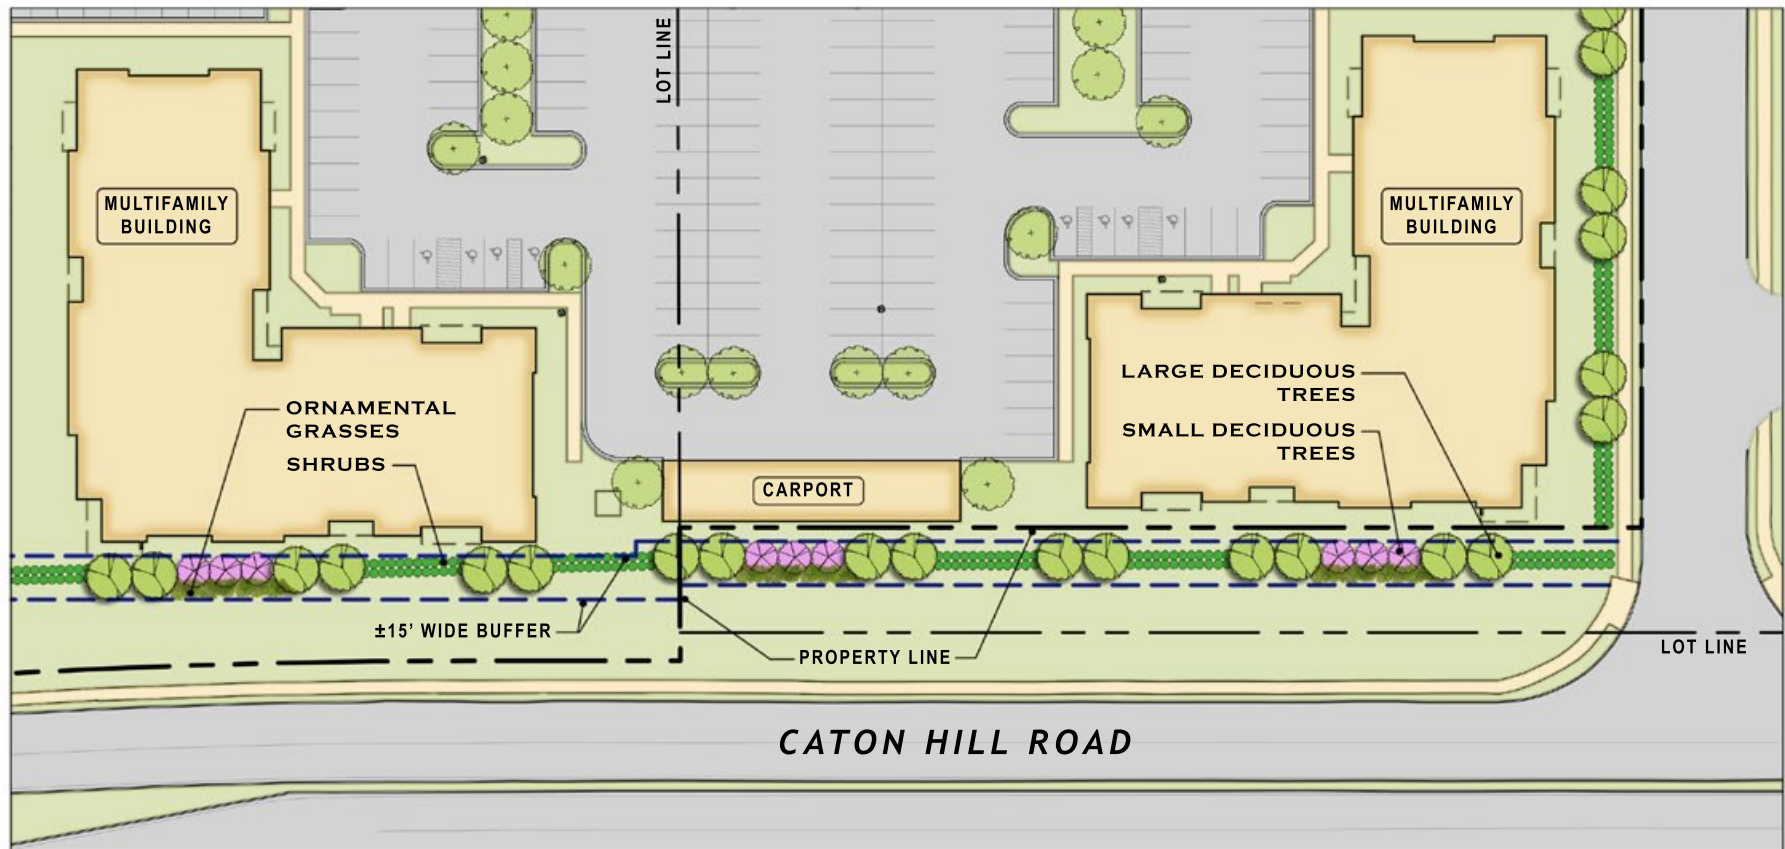 LOT LINE
MULTIFAMILY
BUILDING
MULTIFAMILY
BUILDING
ORNAMENTAL
GRASSES
SHRUBS
LARGE DECIDUOUS
TREES
SMALL DECIDUOUS
TREES
CARPORT
±15' WIDE BUFFER
PROPERTY LINE
LOT LINE
CATON HILL ROAD